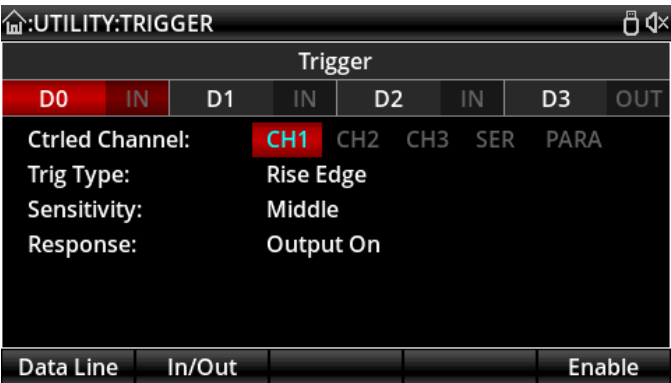 :UTILITY:TRIGGER
Trigger
D0 IN D1 IN D2 IN D3 OUT
Ctrled Channel: CH1 CH2 CH3 SER PARA
Trig Type: Rise Edge
Sensitivity: Middle
Response: Output On
Data Line In/Out Enable